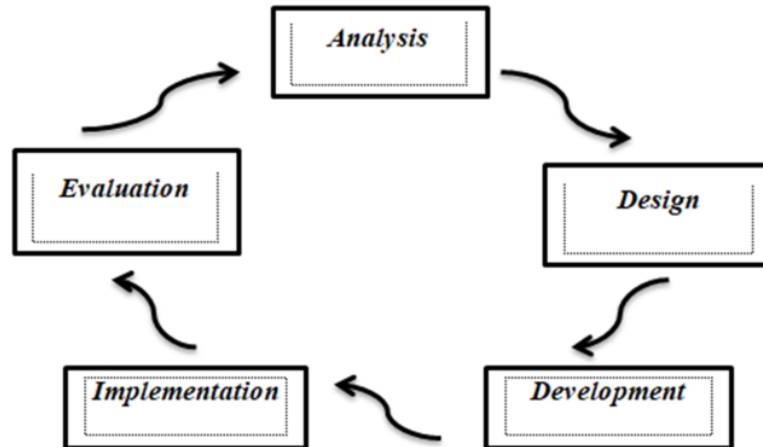 Analysis
Evaluation
Design
Implementation
Development